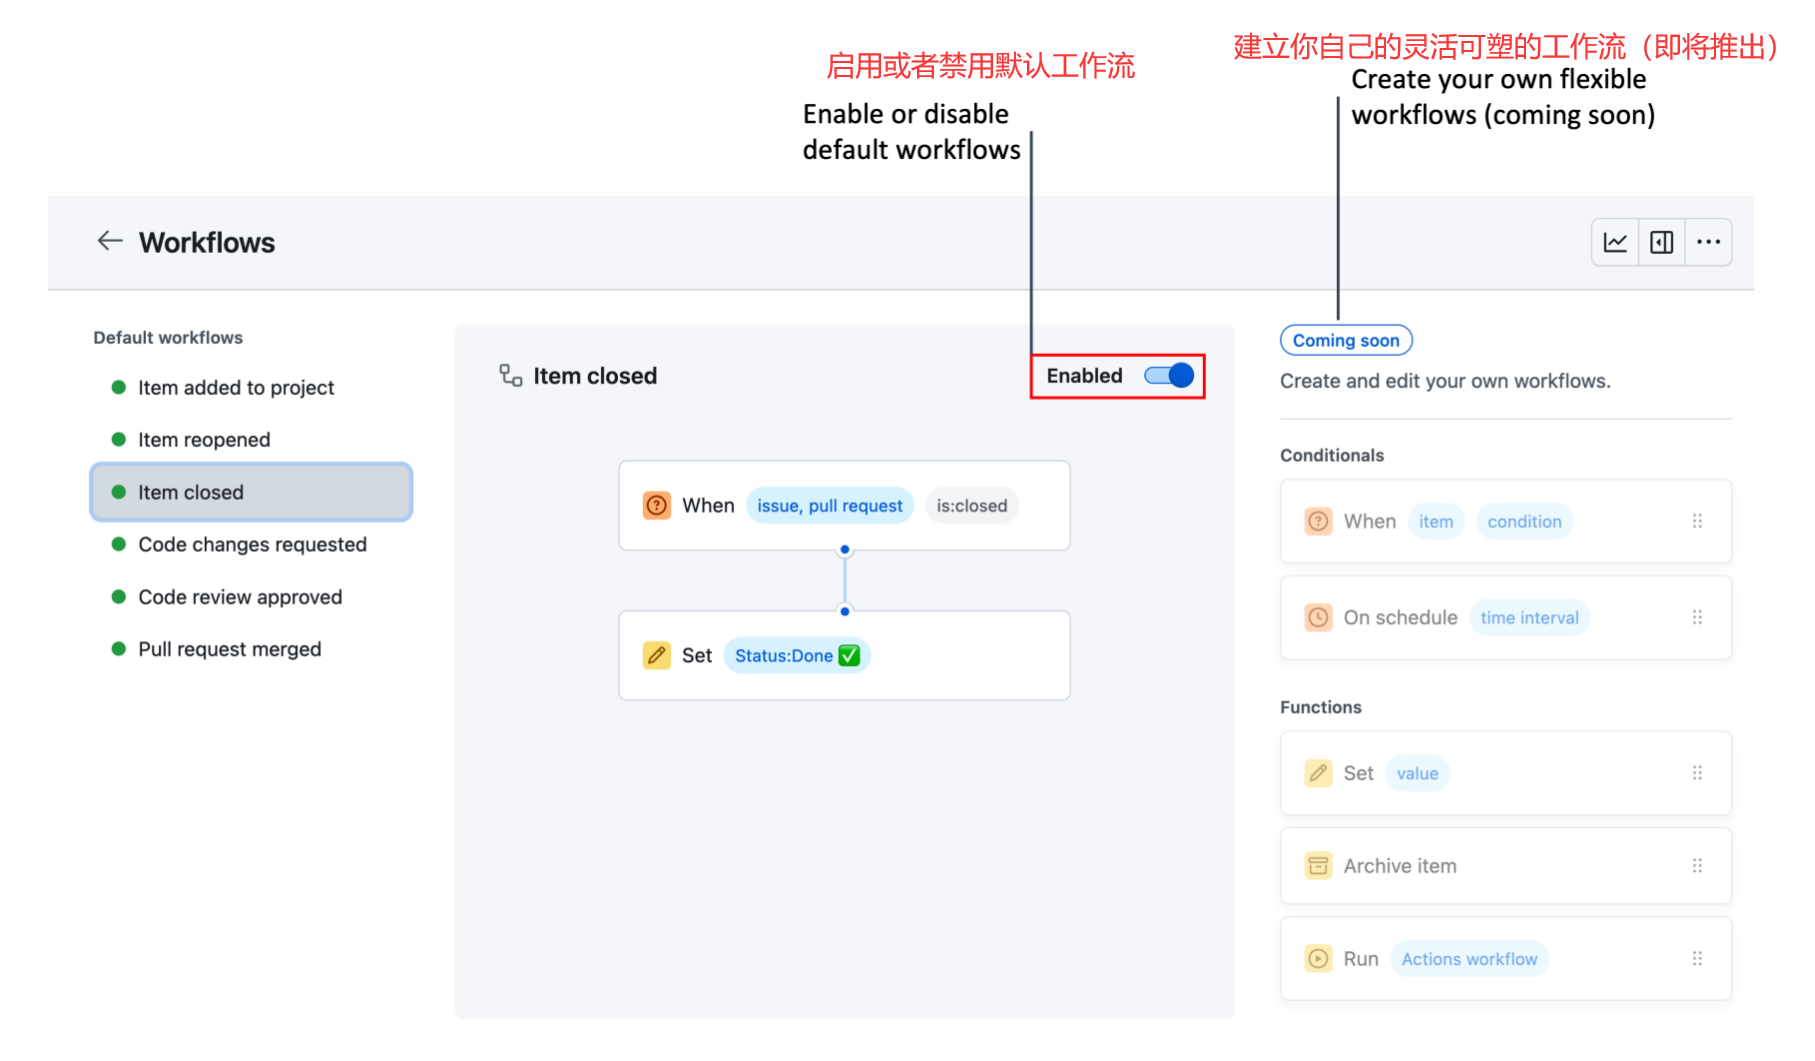 启用或者禁用默认工作流
Enable or disable
default workflows
建立你自己的灵活可塑的工作流（即将推出）
Create your own flexible
workflows (coming soon)
Workflows
Default workflows
Item added to project
Item reopened
Item closed
Code changes requested
Code review approved
Pull request merged
Item closed
Enabled
When issue, pull request is:closed
Set Status:Done ✅
Coming soon
Create and edit your own workflows.
Conditionals
When item condition
On schedule time interval
Functions
Set value
Archive item
Run Actions workflow